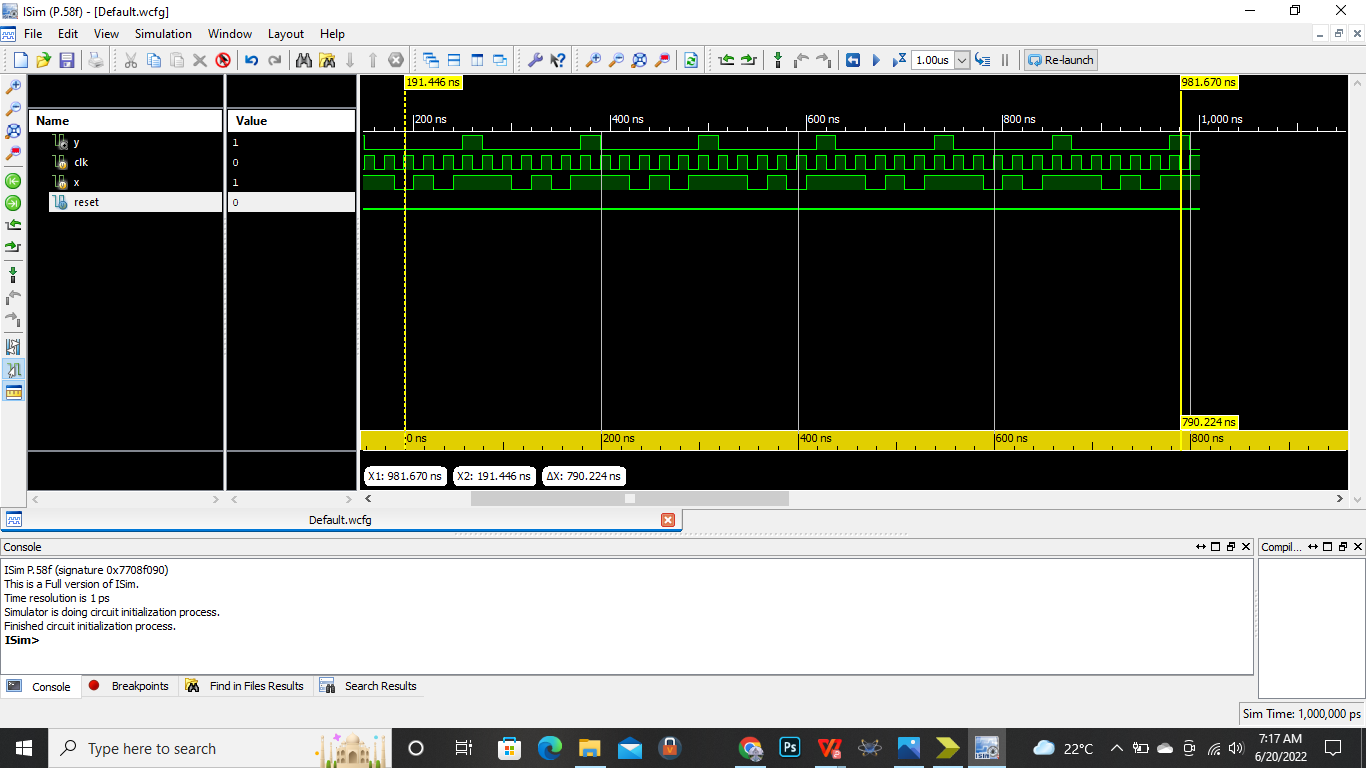 ISim (P.58f) - [Default.wcfg]
File Edit View Simulation Window Layout Help
1.00us Re-launch
191.446 ns 981.670 ns
Name Value
200 ns 400 ns 600 ns 800 ns 1,000 ns
y 1
clk 0
x 1
reset 0
790.224 ns
0 ns 200 ns 400 ns 600 ns 800 ns
X1: 981.670 ns X2: 191.446 ns ΔX: 790.224 ns
Default.wcfg
Console
Compil...
ISim P.58f (signature 0x7708f090)
This is a Full version of ISim.
Time resolution is 1 ps
Simulator is doing circuit initialization process.
Finished circuit initialization process.
ISim>
Console Breakpoints Find in Files Results Search Results
Sim Time: 1,000,000 ps
Type here to search
Ps
ISim
22°C
7:17 AM
6/20/2022